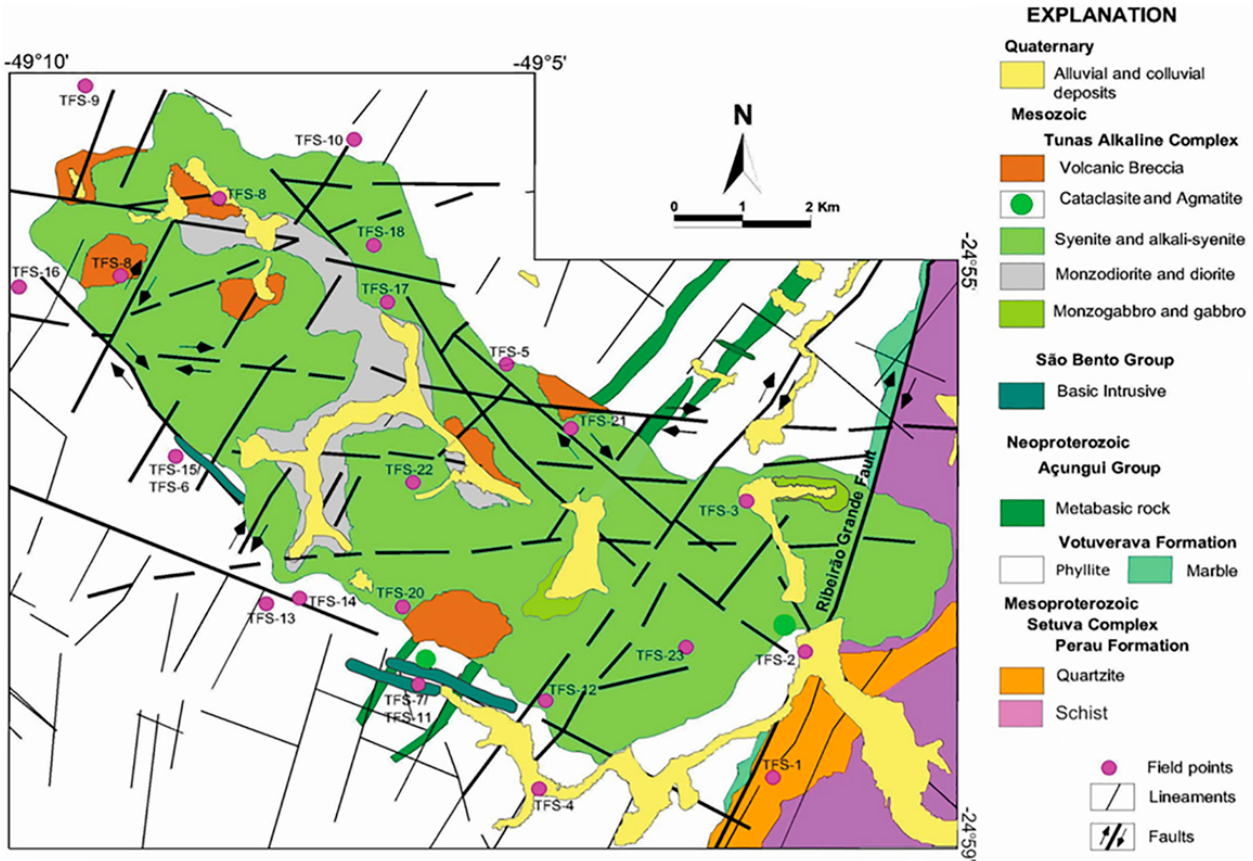 -49°10'
-49°5'
TFS-9
TFS-10
N
0 1 2 Km
TFS-8
TFS-18
TFS-8
TFS-16
TFS-17
-24°55'
TFS-5
TFS-21
TFS-15/
TFS-6
TFS-22
TFS-3
Ribeirão Grande Fault
TFS-14
TFS-13
TFS-20
TFS-23
TFS-2
TFS-12
TFS-7/
TFS-11
TFS-1
TFS-4
-24°59'
EXPLANATION
Quaternary
Alluvial and colluvial
deposits
Mesozoic
Tunas Alkaline Complex
Volcanic Breccia
Cataclasite and Agmatite
Syenite and alkali-syenite
Monzodiorite and diorite
Monzogabbro and gabbro
São Bento Group
Basic Intrusive
Neoproterozoic
Açungui Group
Metabasic rock
Votuverava Formation
Phyllite
Marble
Mesoproterozoic
Setuva Complex
Perau Formation
Quartzite
Schist
Field points
Lineaments
Faults